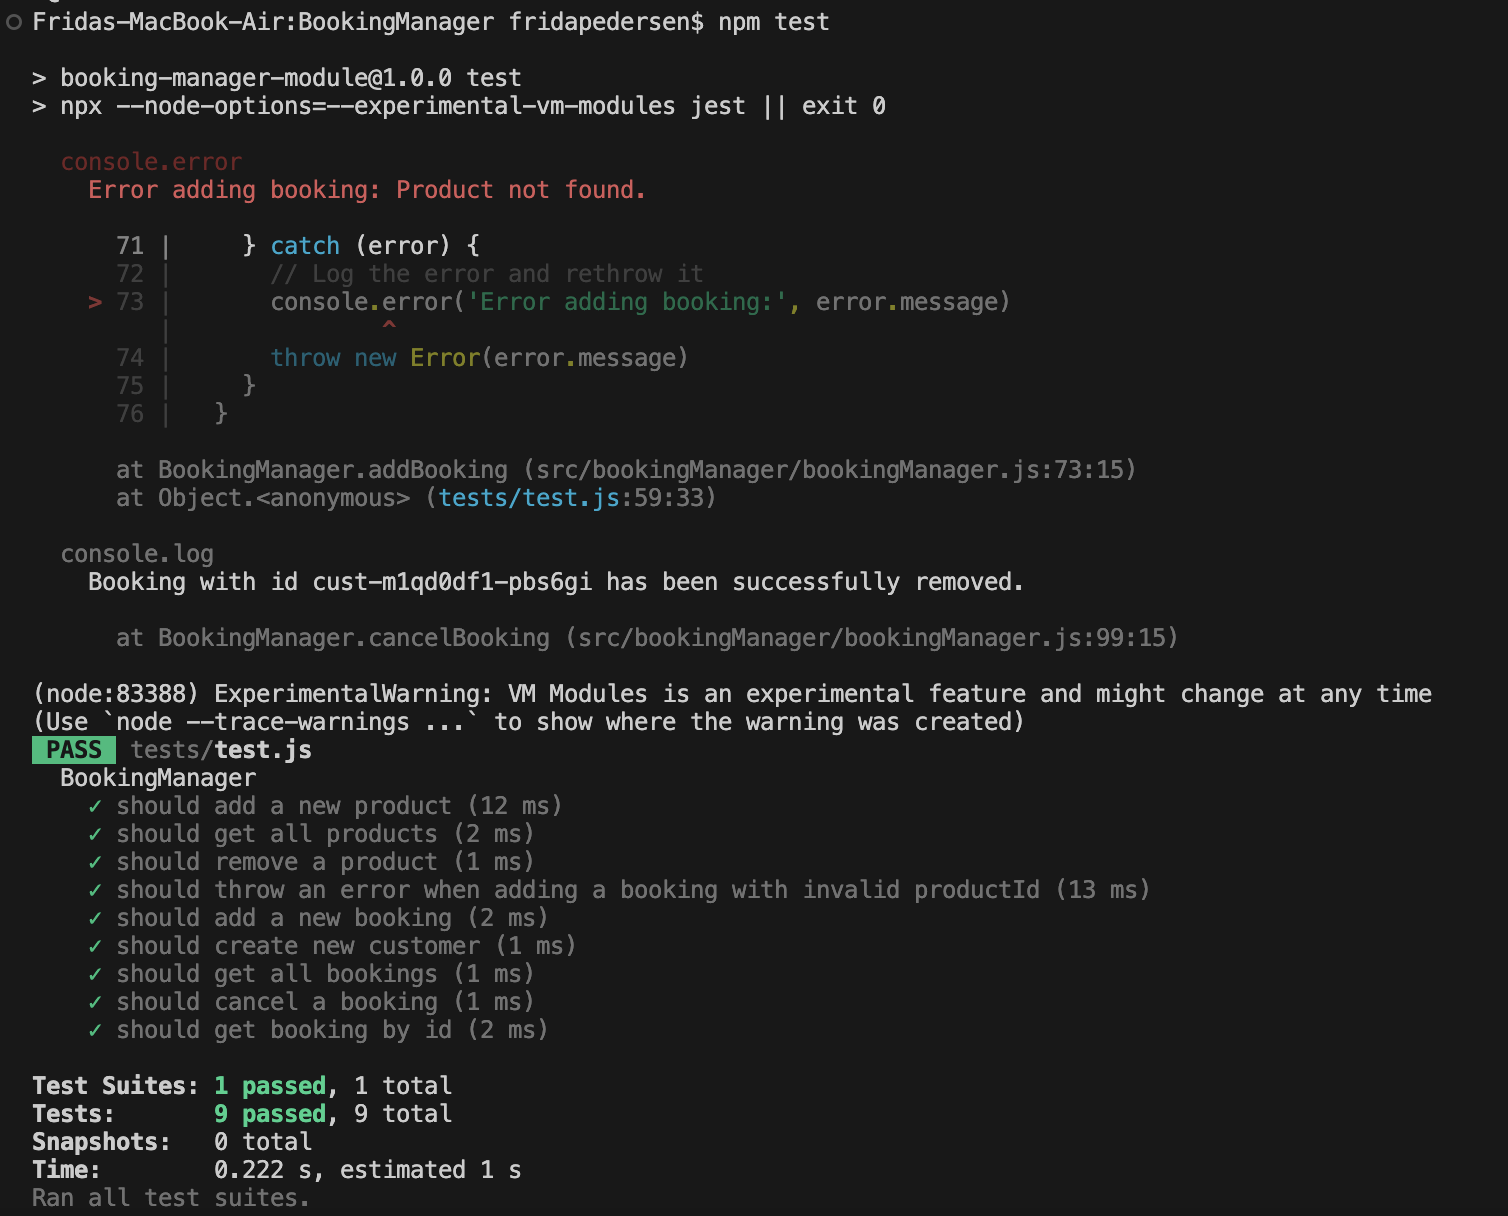 Fridas-MacBook-Air:BookingManager fridapedersen$ npm test
> booking-manager-module@1.0.0 test
> npx --node-options=--experimental-vm-modules jest || exit 0
console.error
Error adding booking: Product not found.
71 |     } catch (error) {
72 |       // Log the error and rethrow it
> 73 |       console.error('Error adding booking:', error.message)
|               ^
74 |       throw new Error(error.message)
75 |     }
76 |   }
at BookingManager.addBooking (src/bookingManager/bookingManager.js:73:15)
at Object.<anonymous> (tests/test.js:59:33)
console.log
Booking with id cust-m1qd0df1-pbs6gi has been successfully removed.
at BookingManager.cancelBooking (src/bookingManager/bookingManager.js:99:15)
(node:83388) ExperimentalWarning: VM Modules is an experimental feature and might change at any time
(Use `node --trace-warnings ...` to show where the warning was created)
PASS tests/test.js
BookingManager
✓ should add a new product (12 ms)
✓ should get all products (2 ms)
✓ should remove a product (1 ms)
✓ should throw an error when adding a booking with invalid productId (13 ms)
✓ should add a new booking (2 ms)
✓ should create new customer (1 ms)
✓ should get all bookings (1 ms)
✓ should cancel a booking (1 ms)
✓ should get booking by id (2 ms)
Test Suites: 1 passed, 1 total
Tests:       9 passed, 9 total
Snapshots:   0 total
Time:        0.222 s, estimated 1 s
Ran all test suites.